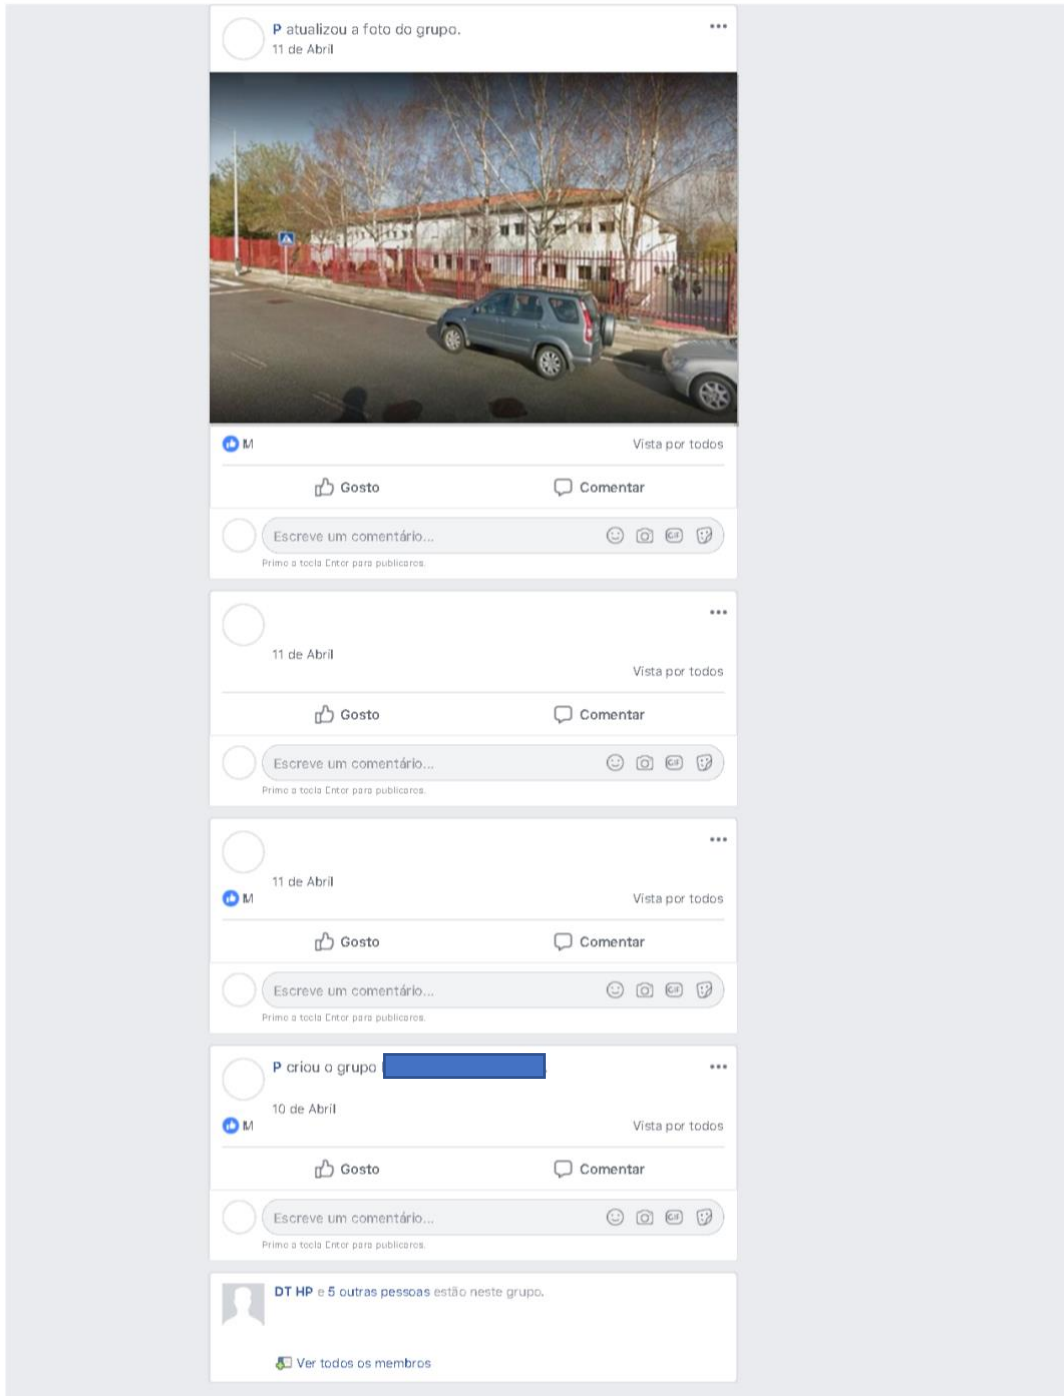 P atualizou a foto do grupo.
11 de Abril
M
Vista por todos
Gosto
Comentar
Escreve um comentário...
GIF
Prime a tecla Enter para publicares.
11 de Abril
Vista por todos
Gosto
Comentar
Escreve um comentário...
GIF
Prime a tecla Enter para publicares.
11 de Abril
M
Vista por todos
Gosto
Comentar
Escreve um comentário...
GIF
Prime a tecla Enter para publicares.
P criou o grupo
10 de Abril
M
Vista por todos
Gosto
Comentar
Escreve um comentário...
GIF
Prime a tecla Enter para publicares.
DT HP e 5 outras pessoas estão neste grupo.
Ver todos os membros